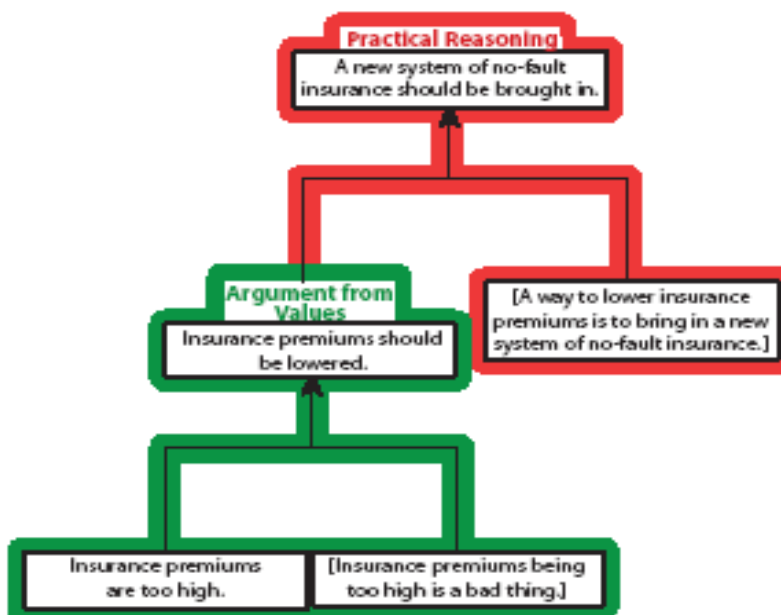 Practical Reasoning
A new system of no-fault
insurance should be brought in.
Argument from
Values
Insurance premiums should
be lowered.
[A way to lower insurance
premiums is to bring in a new
system of no-fault insurance.]
Insurance premiums
are too high.
[Insurance premiums being
too high is a bad thing.]